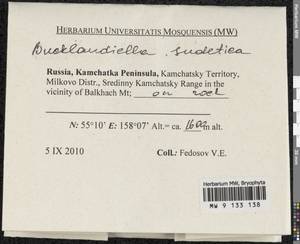 HERBARIUM UNIVERSITATIS MOSQUENSIS (MW)
Bucklandiella sudetica
Russia, Kamchatka Peninsula, Kamchatsky Territory,
Milkovo Distr., Sredinny Kamchatsky Range in the
vicinity of Balkhach Mt; on rock
N: 55°10' E: 158°07' Alt.= ca. 1600m alt.
5 IX 2010 Coll.: Fedosov V.E.
Herbarium MW, Bryophyta
MW 9 133 138